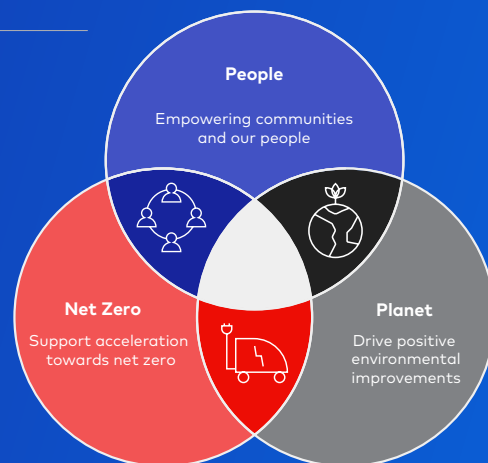 People
Empowering communities
and our people
Net Zero
Support acceleration
towards net zero
Planet
Drive positive
environmental
improvements